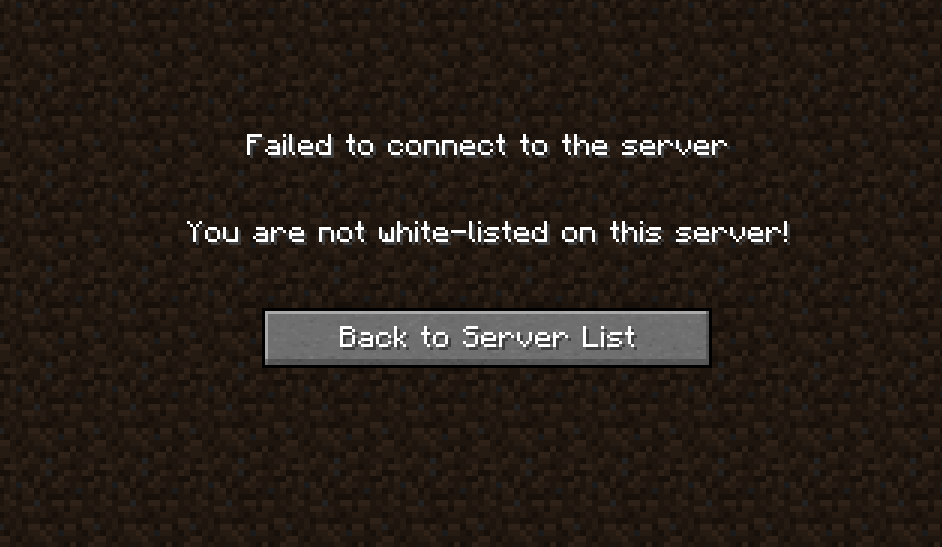 Failed to connect to the server
You are not white-listed on this server!
Back to Server List